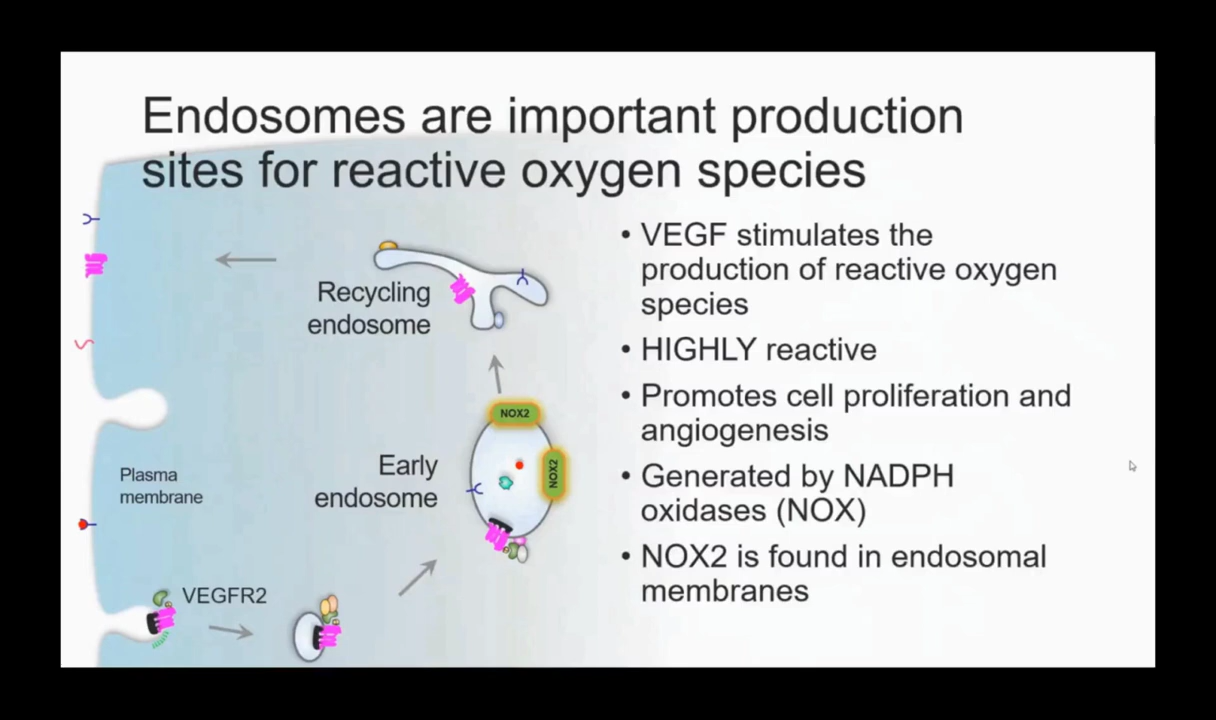 Endosomes are important production
sites for reactive oxygen species
• VEGF stimulates the
production of reactive oxygen
species
• HIGHLY reactive
• Promotes cell proliferation and
angiogenesis
• Generated by NADPH
oxidases (NOX)
• NOX2 is found in endosomal
membranes
Recycling
endosome
NOX2
NOX2
Early
endosome
Plasma
membrane
VEGFR2